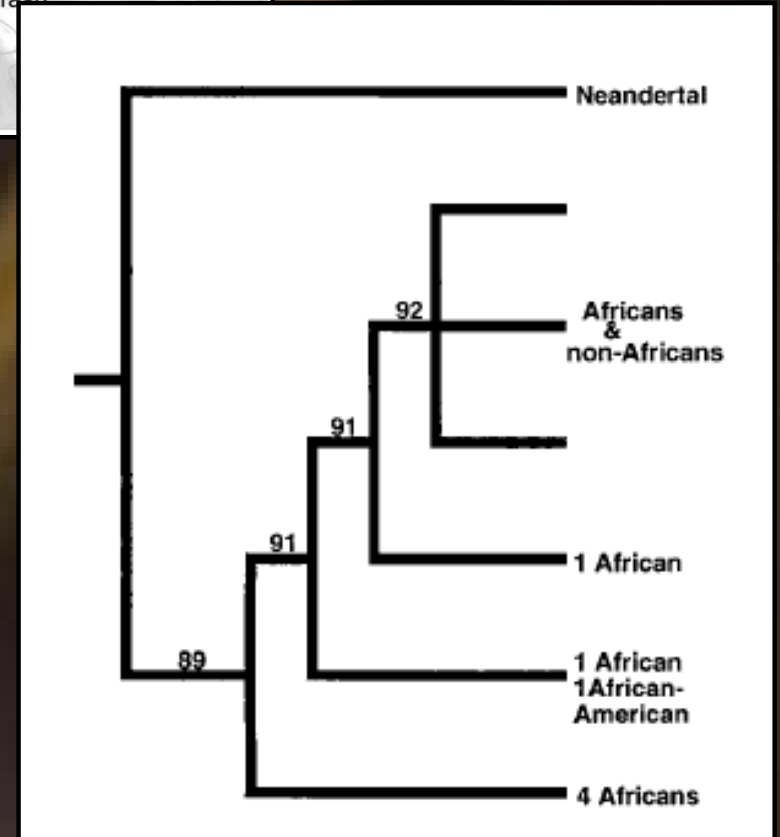 Neandertal
92
Africans
&
non-Africans
91
91
1 African
89
1 African
1African-
American
4 Africans